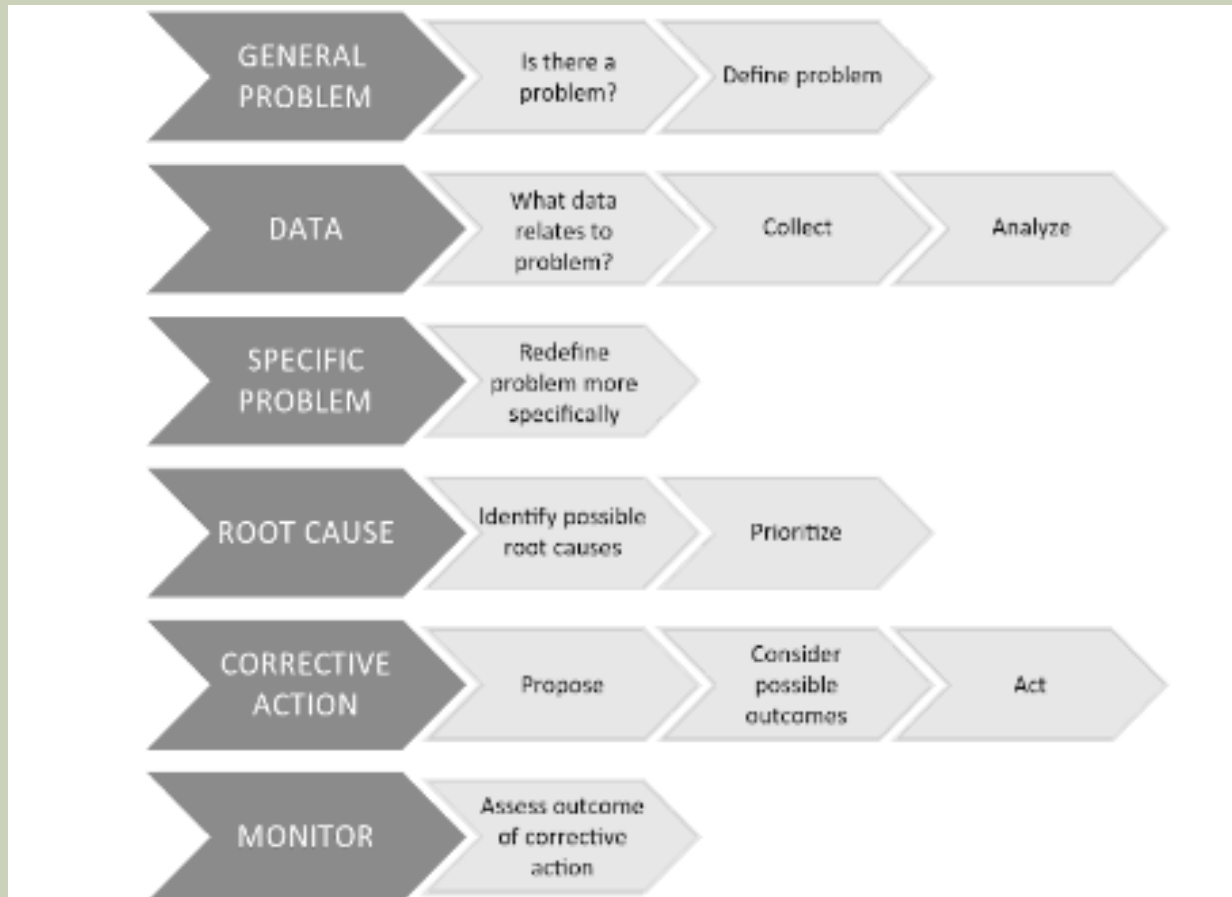 GENERAL
PROBLEM
Is there a
problem?
Define problem
DATA
What data
relates to
problem?
Collect
Analyze
SPECIFIC
PROBLEM
Redefine
problem more
specifically
ROOT CAUSE
Identify possible
root causes
Prioritize
CORRECTIVE
ACTION
Propose
Consider
possible
outcomes
Act
MONITOR
Assess outcome
of corrective
action